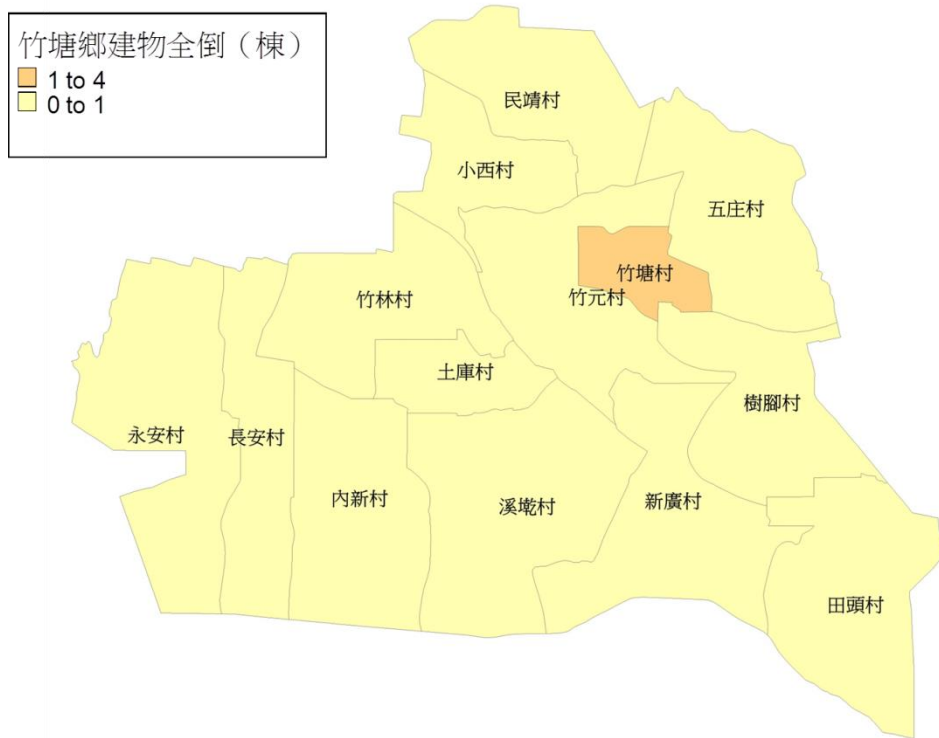 竹塘鄉建物全倒（棟）
1 to 4
0 to 1
民靖村
小西村
五庄村
竹塘村
竹元村
竹林村
土庫村
樹腳村
永安村
長安村
內新村
溪墘村
新廣村
田頭村